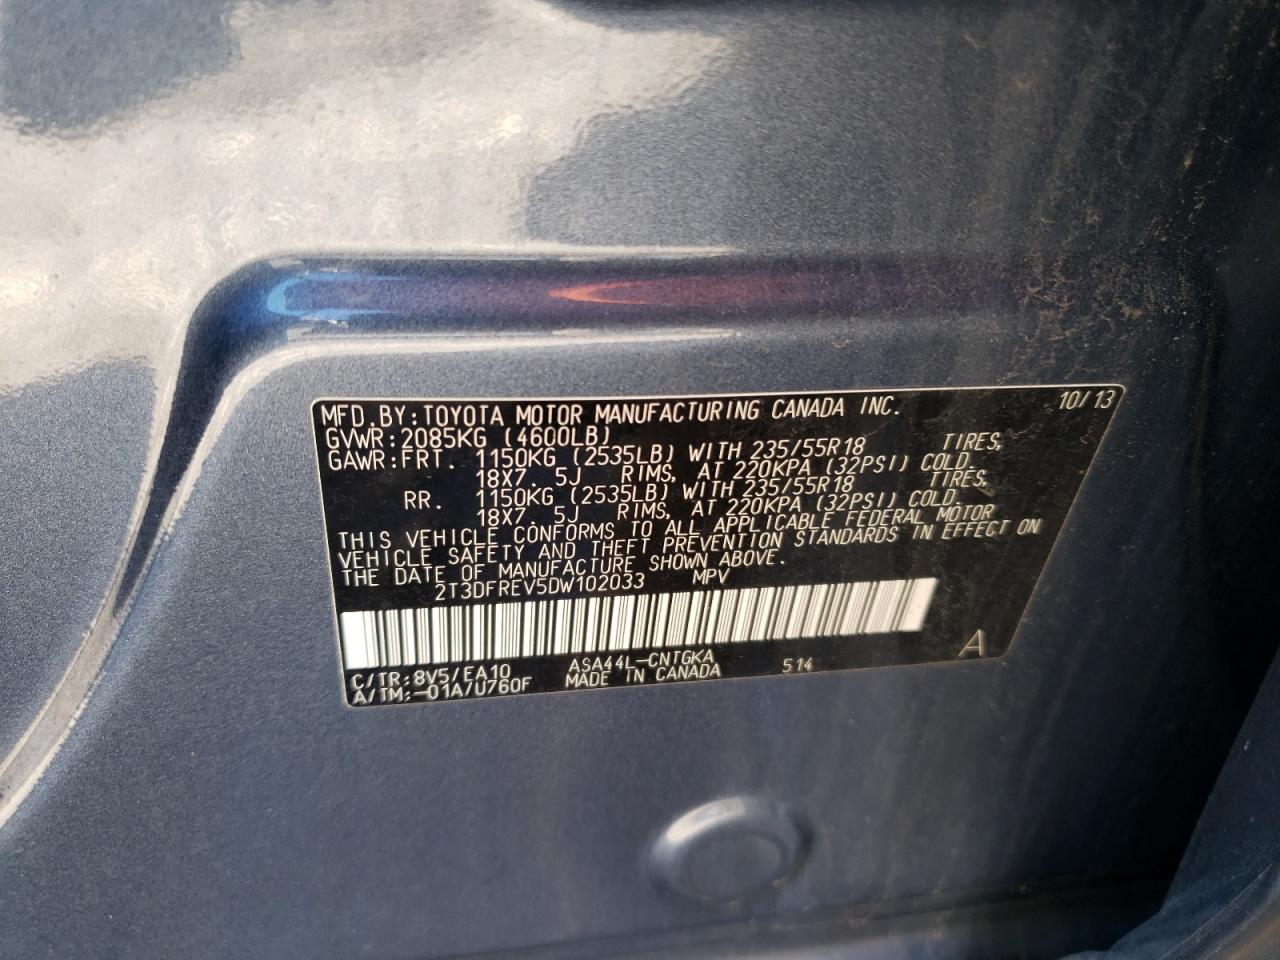 MFD.BY:TOYOTA MOTOR MANUFACTURING CANADA INC. 10/13
GVWR:2085KG (4600LB)
GAWR:FRT. 1150KG (2535LB) WITH 235/55R18 TIRES,
18X7.5J RIMS, AT 220KPA (32PSI) COLD.
RR. 1150KG (2535LB) WITH 235/55R18 TIRES,
18X7.5J RIMS, AT 220KPA (32PSI) COLD.
THIS VEHICLE CONFORMS TO ALL APPLICABLE FEDERAL MOTOR
VEHICLE SAFETY AND THEFT PREVENTION STANDARDS IN EFFECT ON
THE DATE OF MANUFACTURE SHOWN ABOVE.
2T3DFREV5DW102033 MPV
C/TR:8V5/EA10 ASA44L-CNTGKA 514 A
A/TM:-01A/U760F MADE IN CANADA